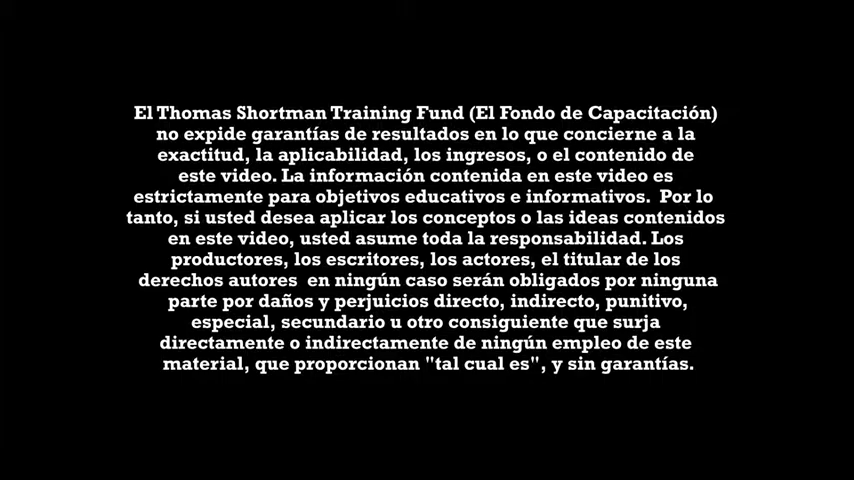 El Thomas Shortman Training Fund (El Fondo de Capacitación)
no expide garantías de resultados en lo que concierne a la
exactitud, la aplicabilidad, los ingresos, o el contenido de
este video. La información contenida en este video es
estrictamente para objetivos educativos e informativos.  Por lo
tanto, si usted desea aplicar los conceptos o las ideas contenidos
en este video, usted asume toda la responsabilidad. Los
productores, los escritores, los actores, el titular de los
derechos autores  en ningún caso serán obligados por ninguna
parte por daños y perjuicios directo, indirecto, punitivo,
especial, secundario u otro consiguiente que surja
directamente o indirectamente de ningún empleo de este
material, que proporcionan "tal cual es", y sin garantías.